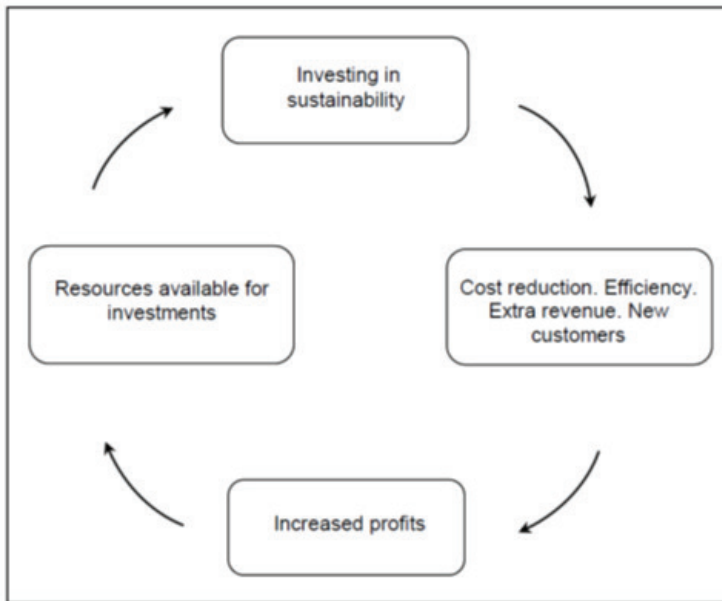 Investing in
sustainability
Cost reduction. Efficiency.
Extra revenue. New
customers
Increased profits
Resources available for
investments